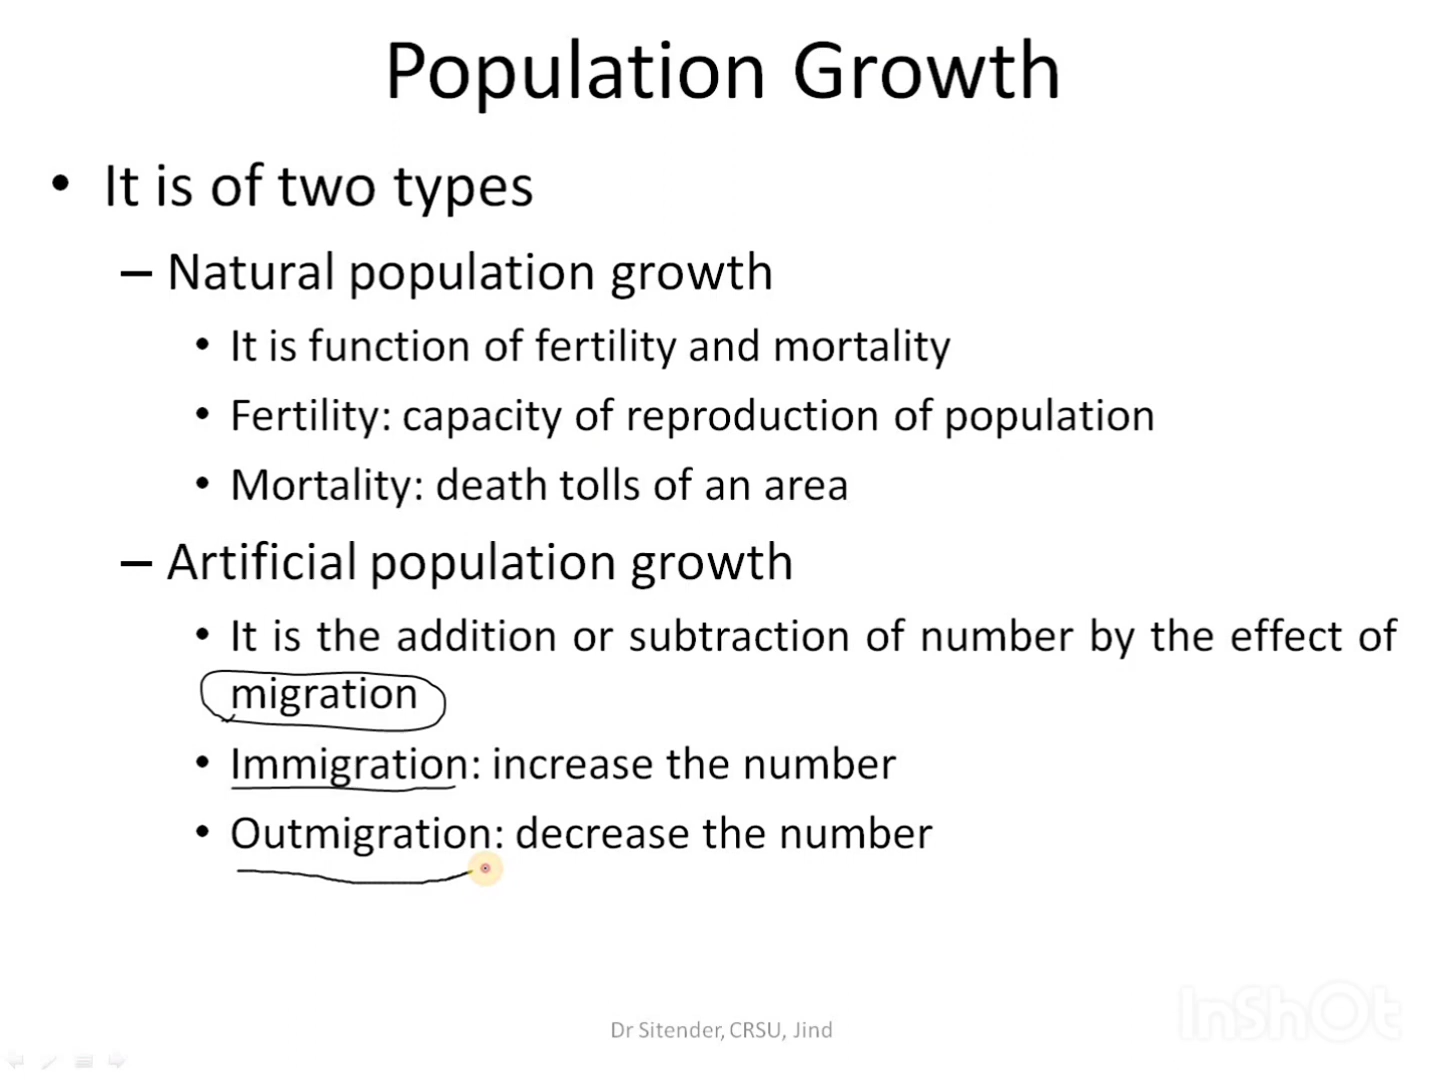 Population Growth
• It is of two types
– Natural population growth
• It is function of fertility and mortality
• Fertility: capacity of reproduction of population
• Mortality: death tolls of an area
– Artificial population growth
• It is the addition or subtraction of number by the effect of
migration
• Immigration: increase the number
• Outmigration: decrease the number
Dr Sitender, CRSU, Jind
InShOt